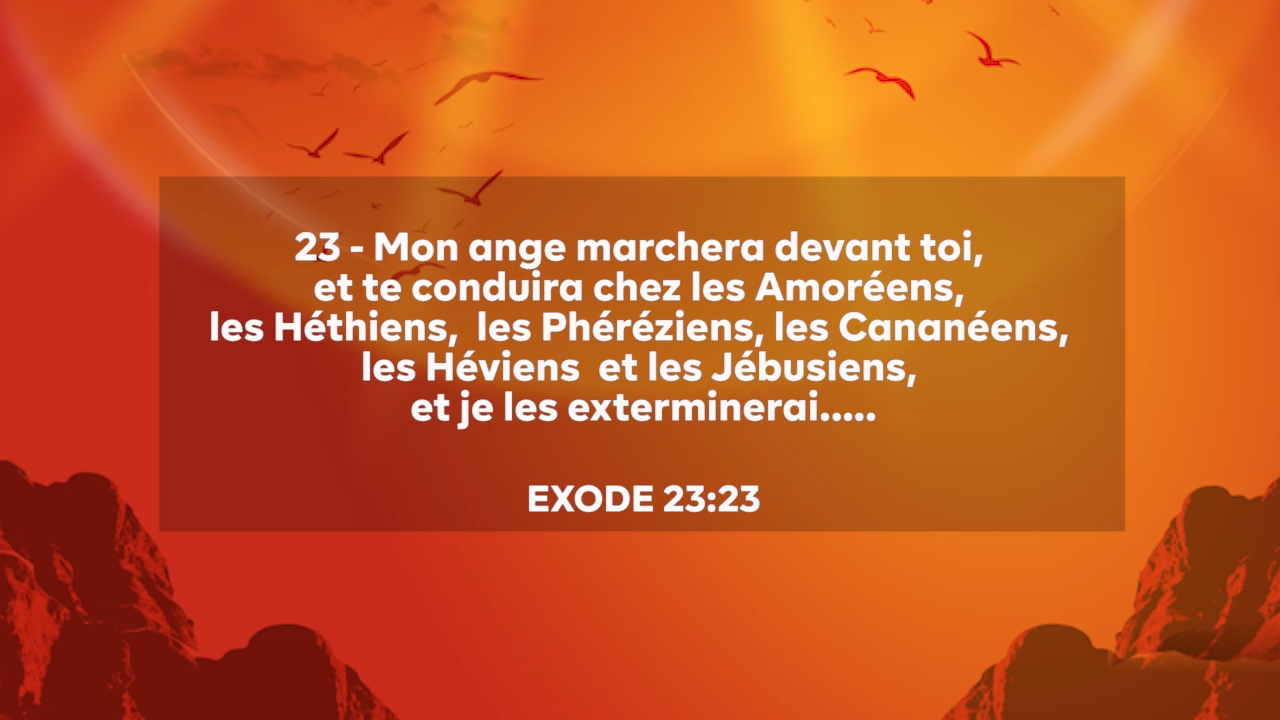 23 - Mon ange marchera devant toi,
et te conduira chez les Amoréens,
les Héthiens,  les Phéréziens, les Cananéens,
les Héviens  et les Jébusiens,
et je les exterminerai.....
EXODE 23:23